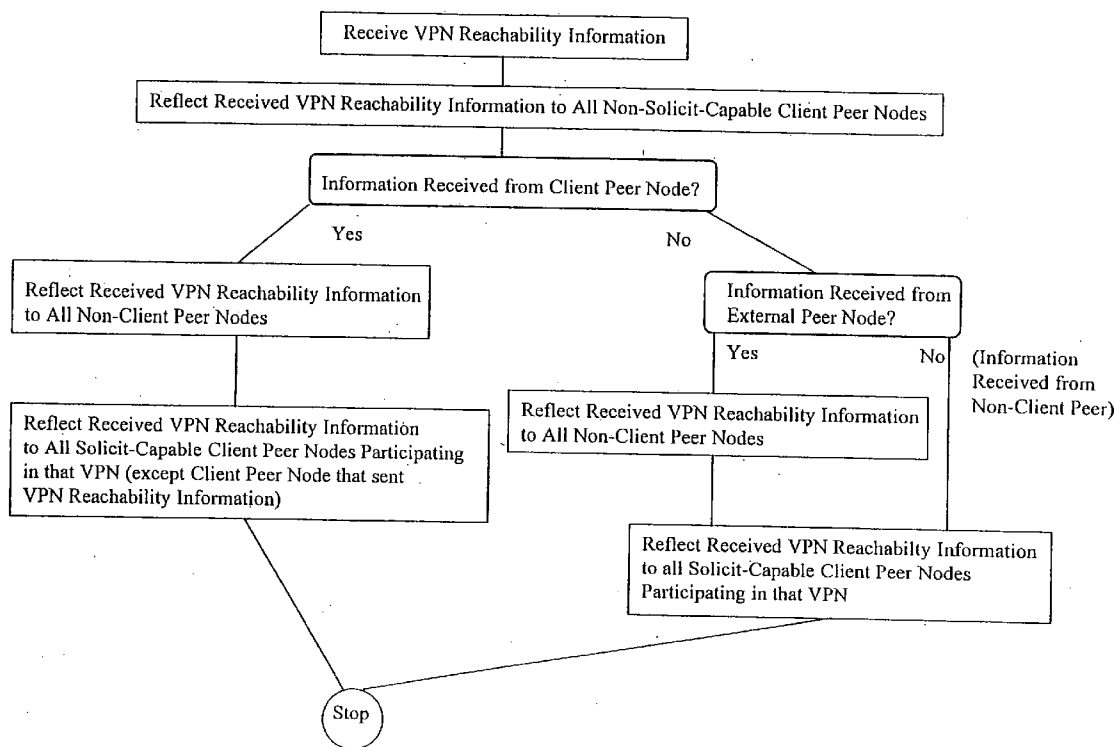 Receive VPN Reachability Information
Reflect Received VPN Reachability Information to All Non-Solicit-Capable Client Peer Nodes
Information Received from Client Peer Node?
Yes
No
Reflect Received VPN Reachability Information
to All Non-Client Peer Nodes
Information Received from
External Peer Node?
Yes
No
(Information
Received from
Non-Client Peer)
Reflect Received VPN Reachability Information
to All Solicit-Capable Client Peer Nodes Participating
in that VPN (except Client Peer Node that sent
VPN Reachability Information)
Reflect Received VPN Reachability Information
to All Non-Client Peer Nodes
Reflect Received VPN Reachabilty Information
to all Solicit-Capable Client Peer Nodes
Participating in that VPN
Stop